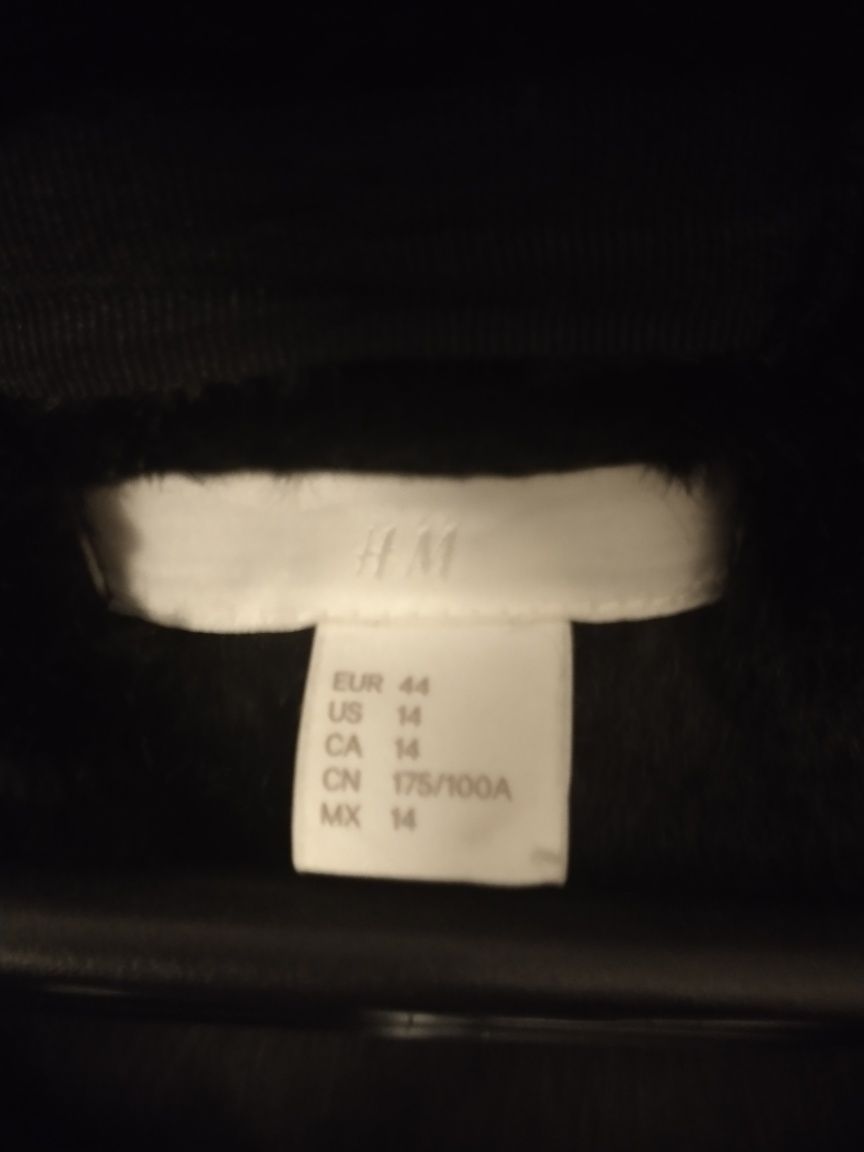 H M
EUR 44
US 14
CA 14
CN 175/100A
MX 14